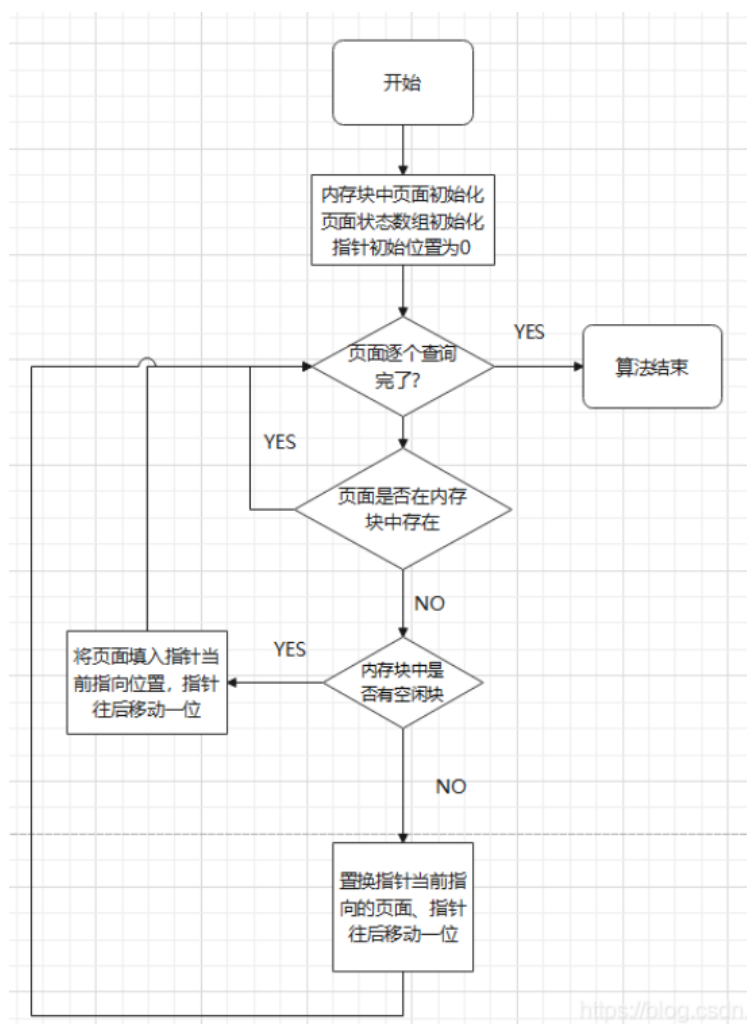 开始
内存块中页面初始化
页面状态数组初始化
指针初始位置为0
页面逐个查询
完了?
YES
算法结束
YES
页面是否在内存
块中存在
NO
内存块中是
否有空闲块
YES
将页面填入指针当
前指向位置，指针
往后移动一位
NO
置换指针当前指
向的页面、指针
往后移动一位
https://blog.csdn.